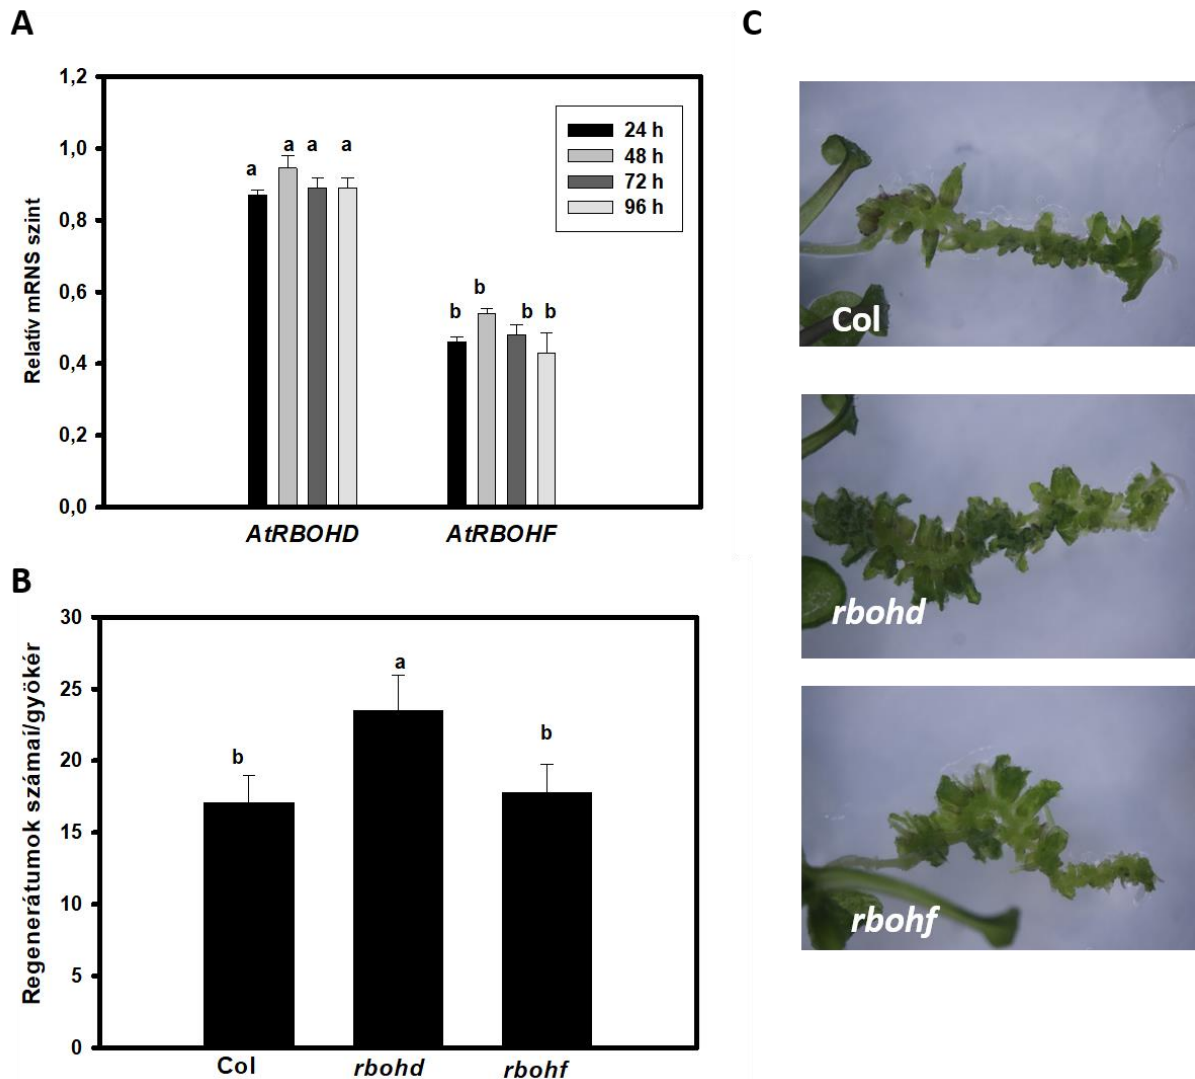 A
Relatív mRNS szint
1,2
1,0
0,8
0,6
0,4
0,2
0,0
24 h
48 h
72 h
96 h
a
a
a
a
b
b
b
b
AtRBOHD
AtRBOHF
B
Regenerátumok számai/gyökér
30
25
20
15
10
5
0
b
a
b
Col
rbohd
rbohf
C
Col
rbohd
rbohf